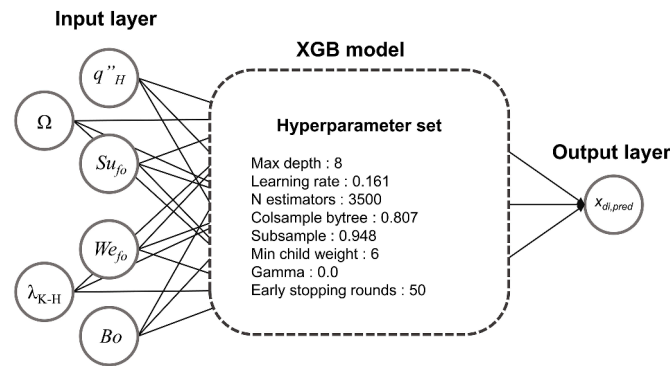 Input layer
XGB model
q"H
Ω
Sufo
Wefo
λK-H
Bo
Hyperparameter set
Max depth : 8
Learning rate : 0.161
N estimators : 3500
Colsample bytree : 0.807
Subsample : 0.948
Min child weight : 6
Gamma : 0.0
Early stopping rounds : 50
Output layer
xdi,pred